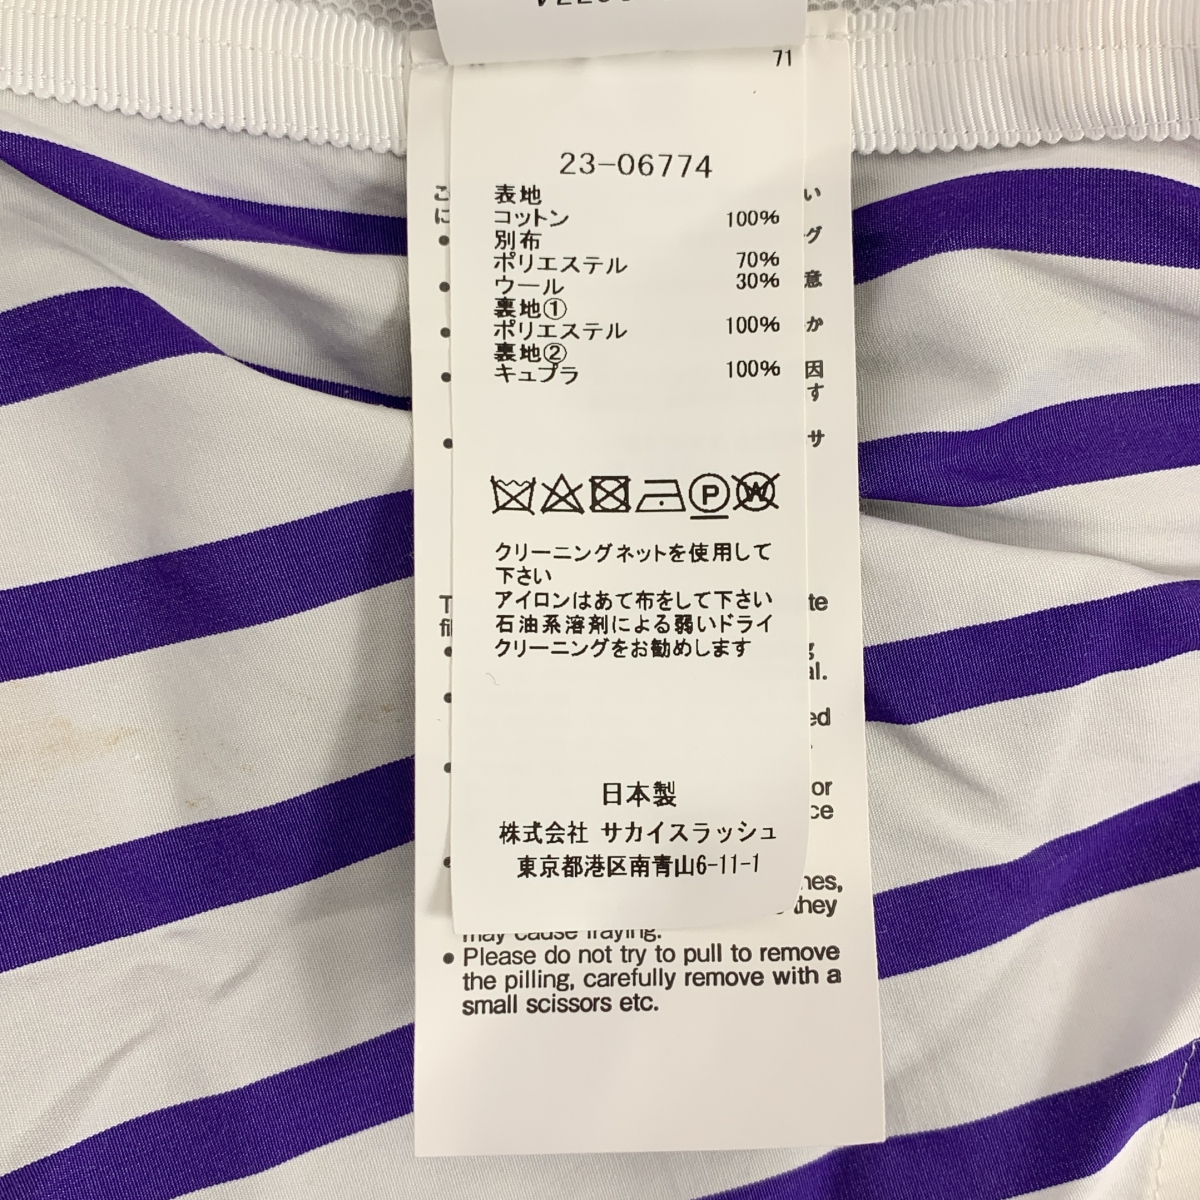 71
23-06774
表地
コットン 100%
別布
ポリエステル 70%
ウール 30%
裏地①
ポリエステル 100%
裏地②
キュプラ 100%
P W
クリーニングネットを使用して
下さい
アイロンはあて布をして下さい
石油系溶剤による弱いドライ
クリーニングをお勧めします
日本製
株式会社 サカイスラッシュ
東京都港区南青山6-11-1
they
may cause fraying.
● Please do not try to pull to remove
the pilling, carefully remove with a
small scissors etc.